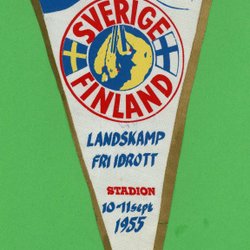 SVERIGE
FINLAND
LANDSKAMP
FRI IDROTT
STADION
10-11 sept
1955